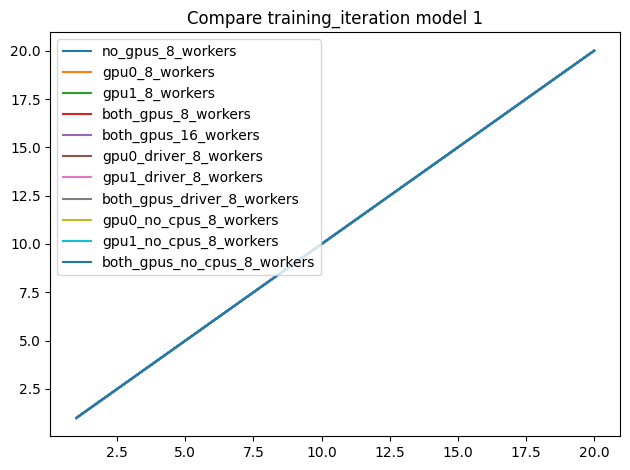 Compare training_iteration model 1
20.0
17.5
15.0
12.5
10.0
7.5
5.0
2.5
no_gpus_8_workers
gpu0_8_workers
gpu1_8_workers
both_gpus_8_workers
both_gpus_16_workers
gpu0_driver_8_workers
gpu1_driver_8_workers
both_gpus_driver_8_workers
gpu0_no_cpus_8_workers
gpu1_no_cpus_8_workers
both_gpus_no_cpus_8_workers
2.5 5.0 7.5 10.0 12.5 15.0 17.5 20.0